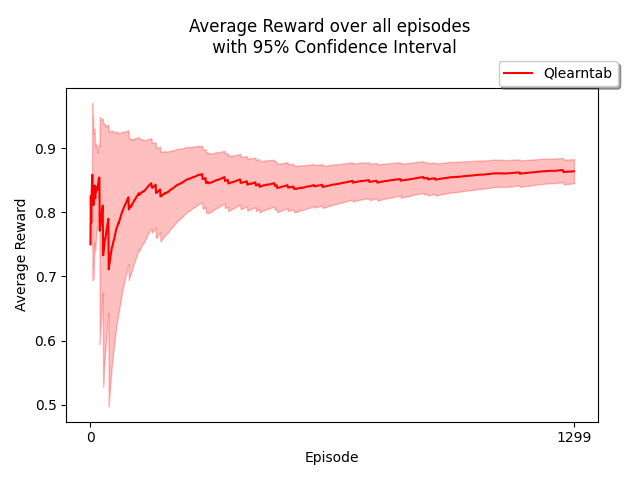 Average Reward over all episodes
with 95% Confidence Interval
Qlearntab
0.9
0.8
0.7
0.6
0.5
Average Reward
0
1299
Episode